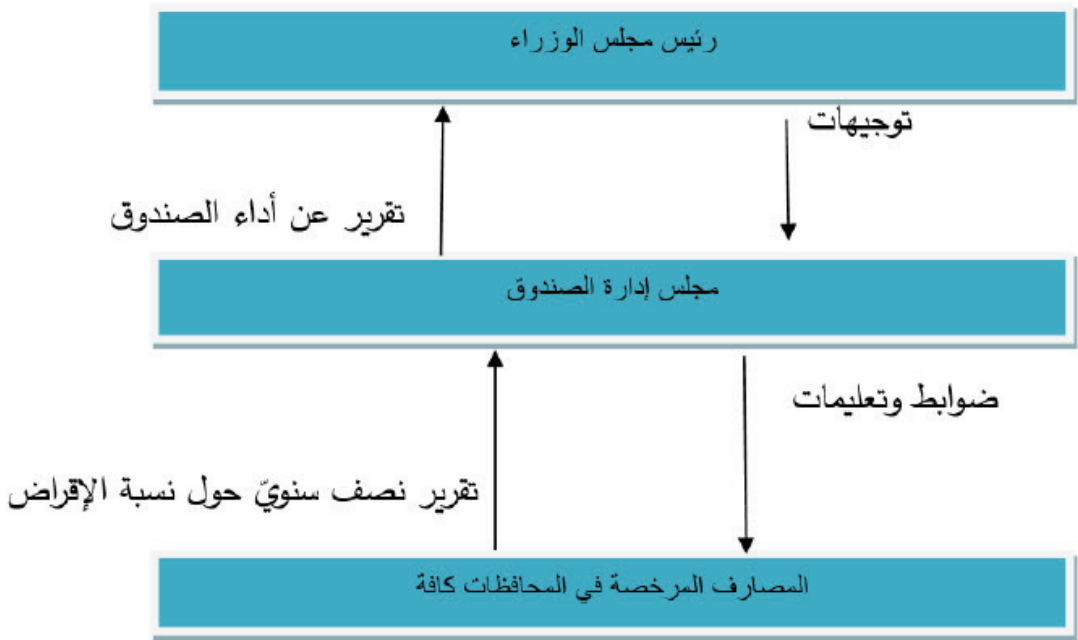 رئيس مجلس الوزراء
توجيهات
تقرير عن أداء الصندوق
مجلس إدارة الصندوق
ضوابط وتعليمات
تقرير نصف سنويّ حول نسبة الإقراض
المصارف المرخصة في المحافظات كافة